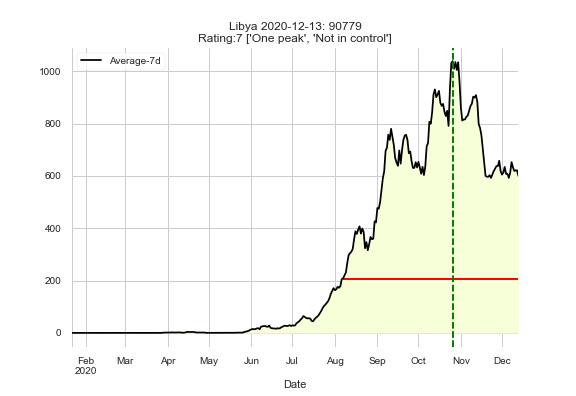 Libya 2020-12-13: 90779
Rating:7 ['One peak', 'Not in control']
Average-7d
1000
800
600
400
200
0
Feb Mar Apr May Jun Jul Aug Sep Oct Nov Dec
2020
Date